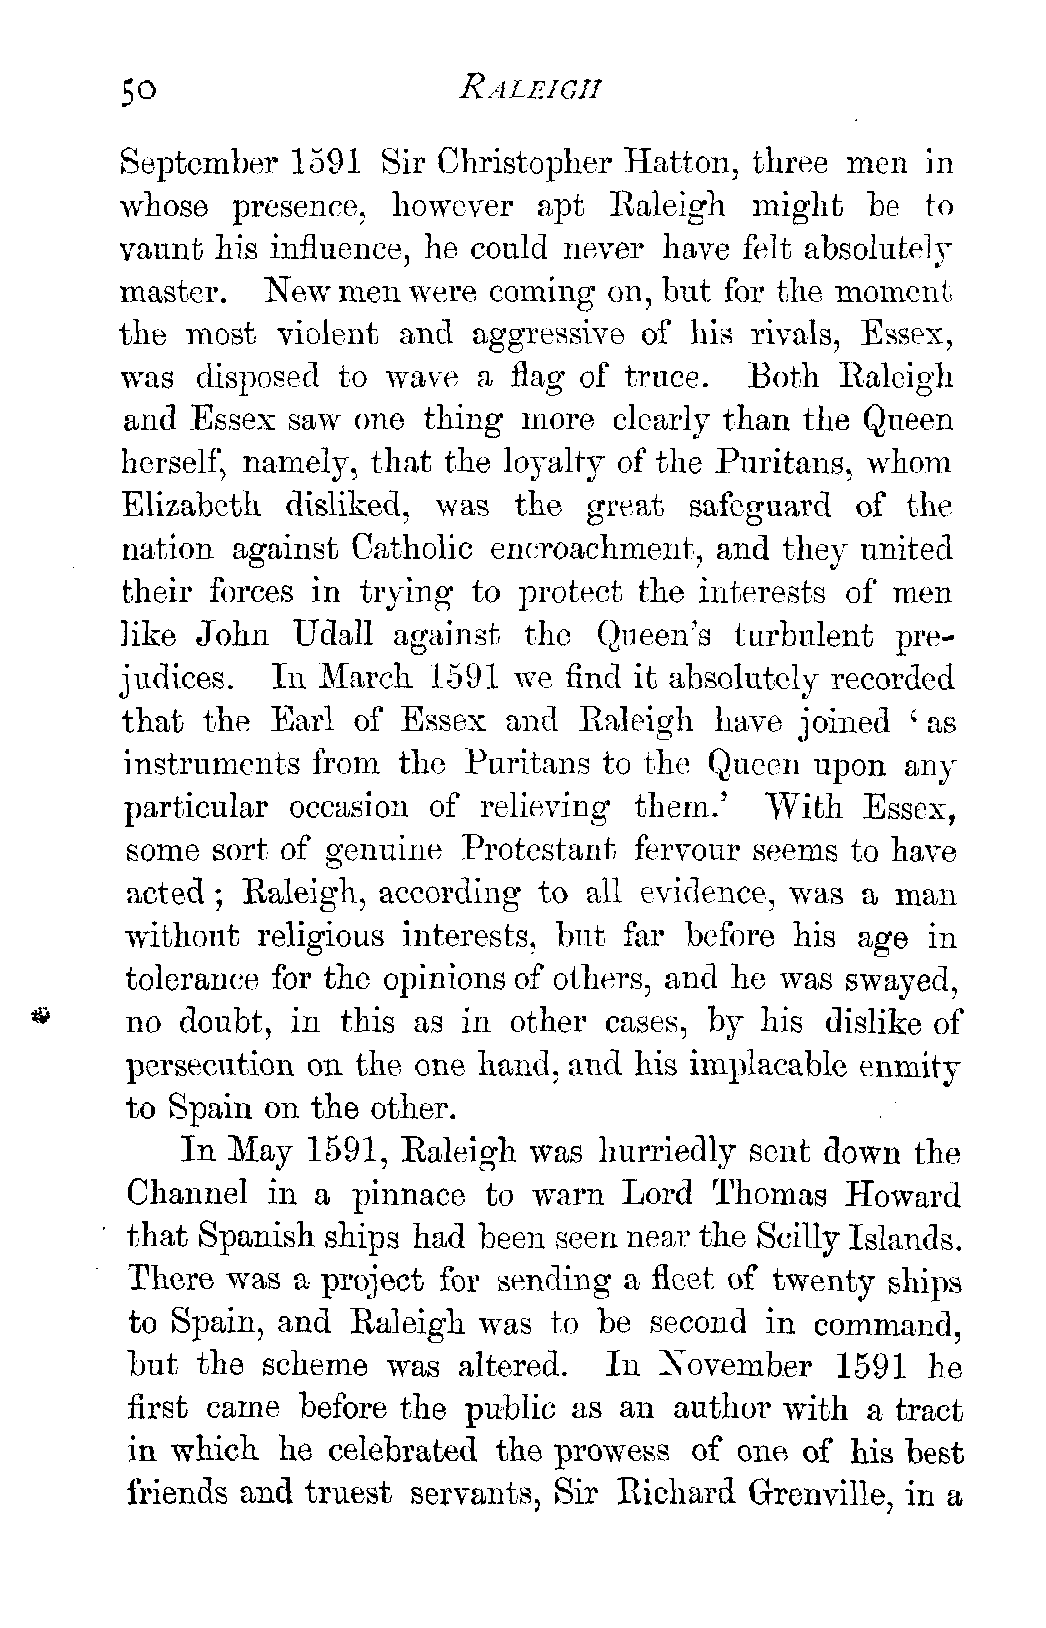 50 RALEIGH
September 1591 Sir Christopher Hatton, three men in
whose presence, however apt Raleigh might be to
vaunt his influence, he could never have felt absolutely
master. New men were coming on, but for the moment
the most violent and aggressive of his rivals, Essex,
was disposed to wave a flag of truce. Both Raleigh
and Essex saw one thing more clearly than the Queen
herself, namely, that the loyalty of the Puritans, whom
Elizabeth disliked, was the great safeguard of the
nation against Catholic encroachment, and they united
their forces in trying to protect the interests of men
like John Udall against the Queen's turbulent pre-
judices. In March 1591 we find it absolutely recorded
that the Earl of Essex and Raleigh have joined ‘as
instruments from the Puritans to the Queen upon any
particular occasion of relieving them.’ With Essex,
some sort of genuine Protestant fervour seems to have
acted ; Raleigh, according to all evidence, was a man
without religious interests, but far before his age in
tolerance for the opinions of others, and he was swayed,
no doubt, in this as in other cases, by his dislike of
persecution on the one hand, and his implacable enmity
to Spain on the other.
In May 1591, Raleigh was hurriedly sent down the
Channel in a pinnace to warn Lord Thomas Howard
that Spanish ships had been seen near the Scilly Islands.
There was a project for sending a fleet of twenty ships
to Spain, and Raleigh was to be second in command,
but the scheme was altered. In November 1591 he
first came before the public as an author with a tract
in which he celebrated the prowess of one of his best
friends and truest servants, Sir Richard Grenville, in a